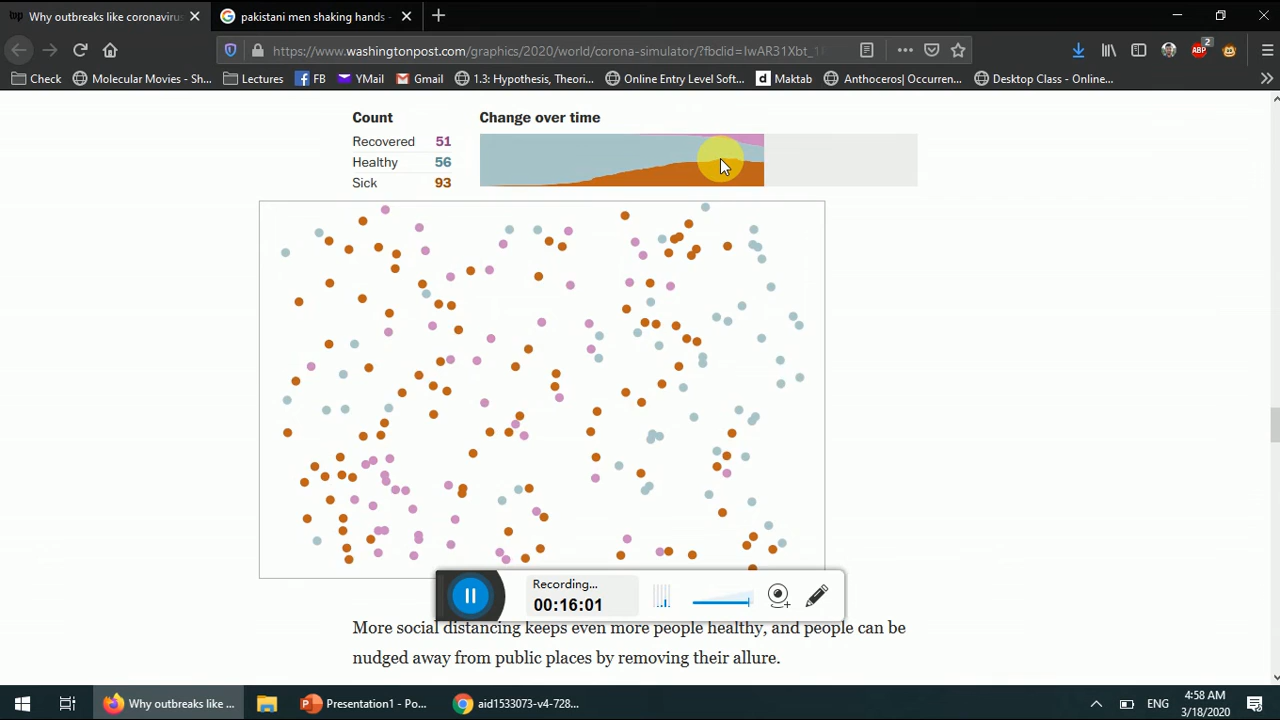 Why outbreaks like coronavirus
pakistani men shaking hands -
https://www.washingtonpost.com/graphics/2020/world/corona-simulator/?fbclid=IwAR31Xbt_1
2
Check
Molecular Movies - Sh...
Lectures
FB
YMail
Gmail
1.3: Hypothesis, Theori...
Online Entry Level Soft...
Maktab
Anthoceros| Occurren...
Desktop Class - Online...
Count
Change over time
Recovered 51
Healthy 56
Sick 93
Recording...
00:16:01
More social distancing keeps even more people healthy, and people can be
nudged away from public places by removing their allure.
Why outbreaks like ...
Presentation1 - Po...
aid1533073-v4-728...
ENG
4:58 AM
3/18/2020